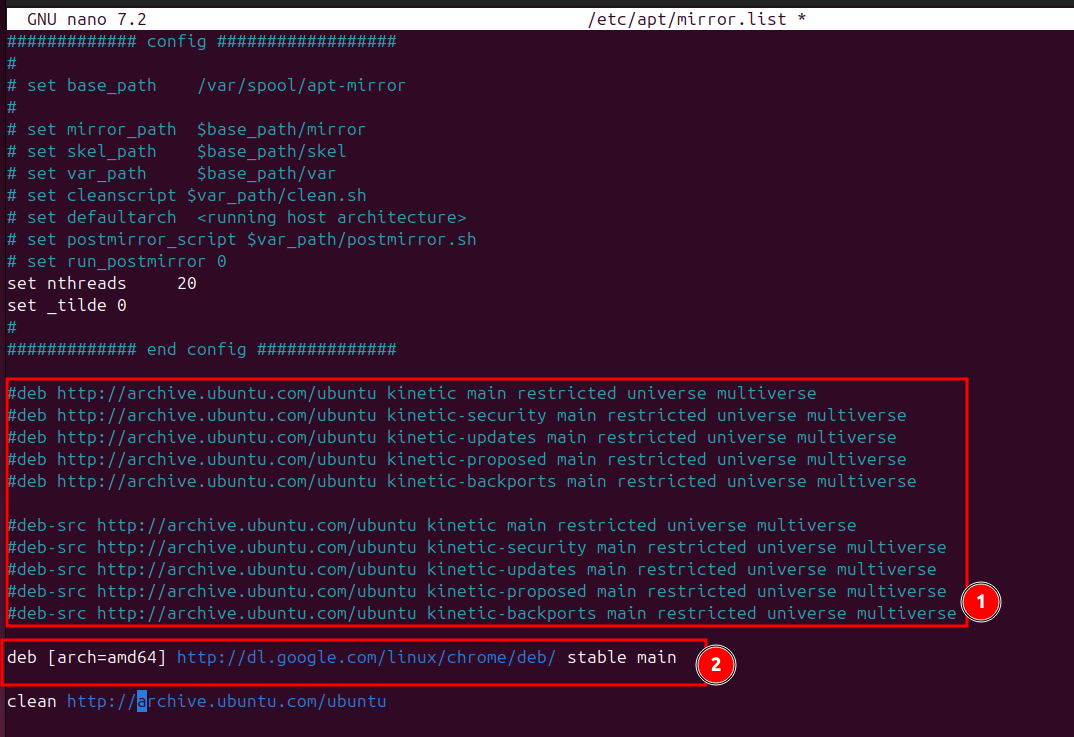 GNU nano 7.2 /etc/apt/mirror.list *
############# config ##################
#
# set base_path    /var/spool/apt-mirror
#
# set mirror_path  $base_path/mirror
# set skel_path    $base_path/skel
# set var_path     $base_path/var
# set cleanscript $var_path/clean.sh
# set defaultarch  <running host architecture>
# set postmirror_script $var_path/postmirror.sh
# set run_postmirror 0
set nthreads     20
set _tilde 0
#
############# end config ##############
#deb http://archive.ubuntu.com/ubuntu kinetic main restricted universe multiverse
#deb http://archive.ubuntu.com/ubuntu kinetic-security main restricted universe multiverse
#deb http://archive.ubuntu.com/ubuntu kinetic-updates main restricted universe multiverse
#deb http://archive.ubuntu.com/ubuntu kinetic-proposed main restricted universe multiverse
#deb http://archive.ubuntu.com/ubuntu kinetic-backports main restricted universe multiverse
#deb-src http://archive.ubuntu.com/ubuntu kinetic main restricted universe multiverse
#deb-src http://archive.ubuntu.com/ubuntu kinetic-security main restricted universe multiverse
#deb-src http://archive.ubuntu.com/ubuntu kinetic-updates main restricted universe multiverse
#deb-src http://archive.ubuntu.com/ubuntu kinetic-proposed main restricted universe multiverse
#deb-src http://archive.ubuntu.com/ubuntu kinetic-backports main restricted universe multiverse
1
deb [arch=amd64] http://dl.google.com/linux/chrome/deb/ stable main
2
clean http://archive.ubuntu.com/ubuntu